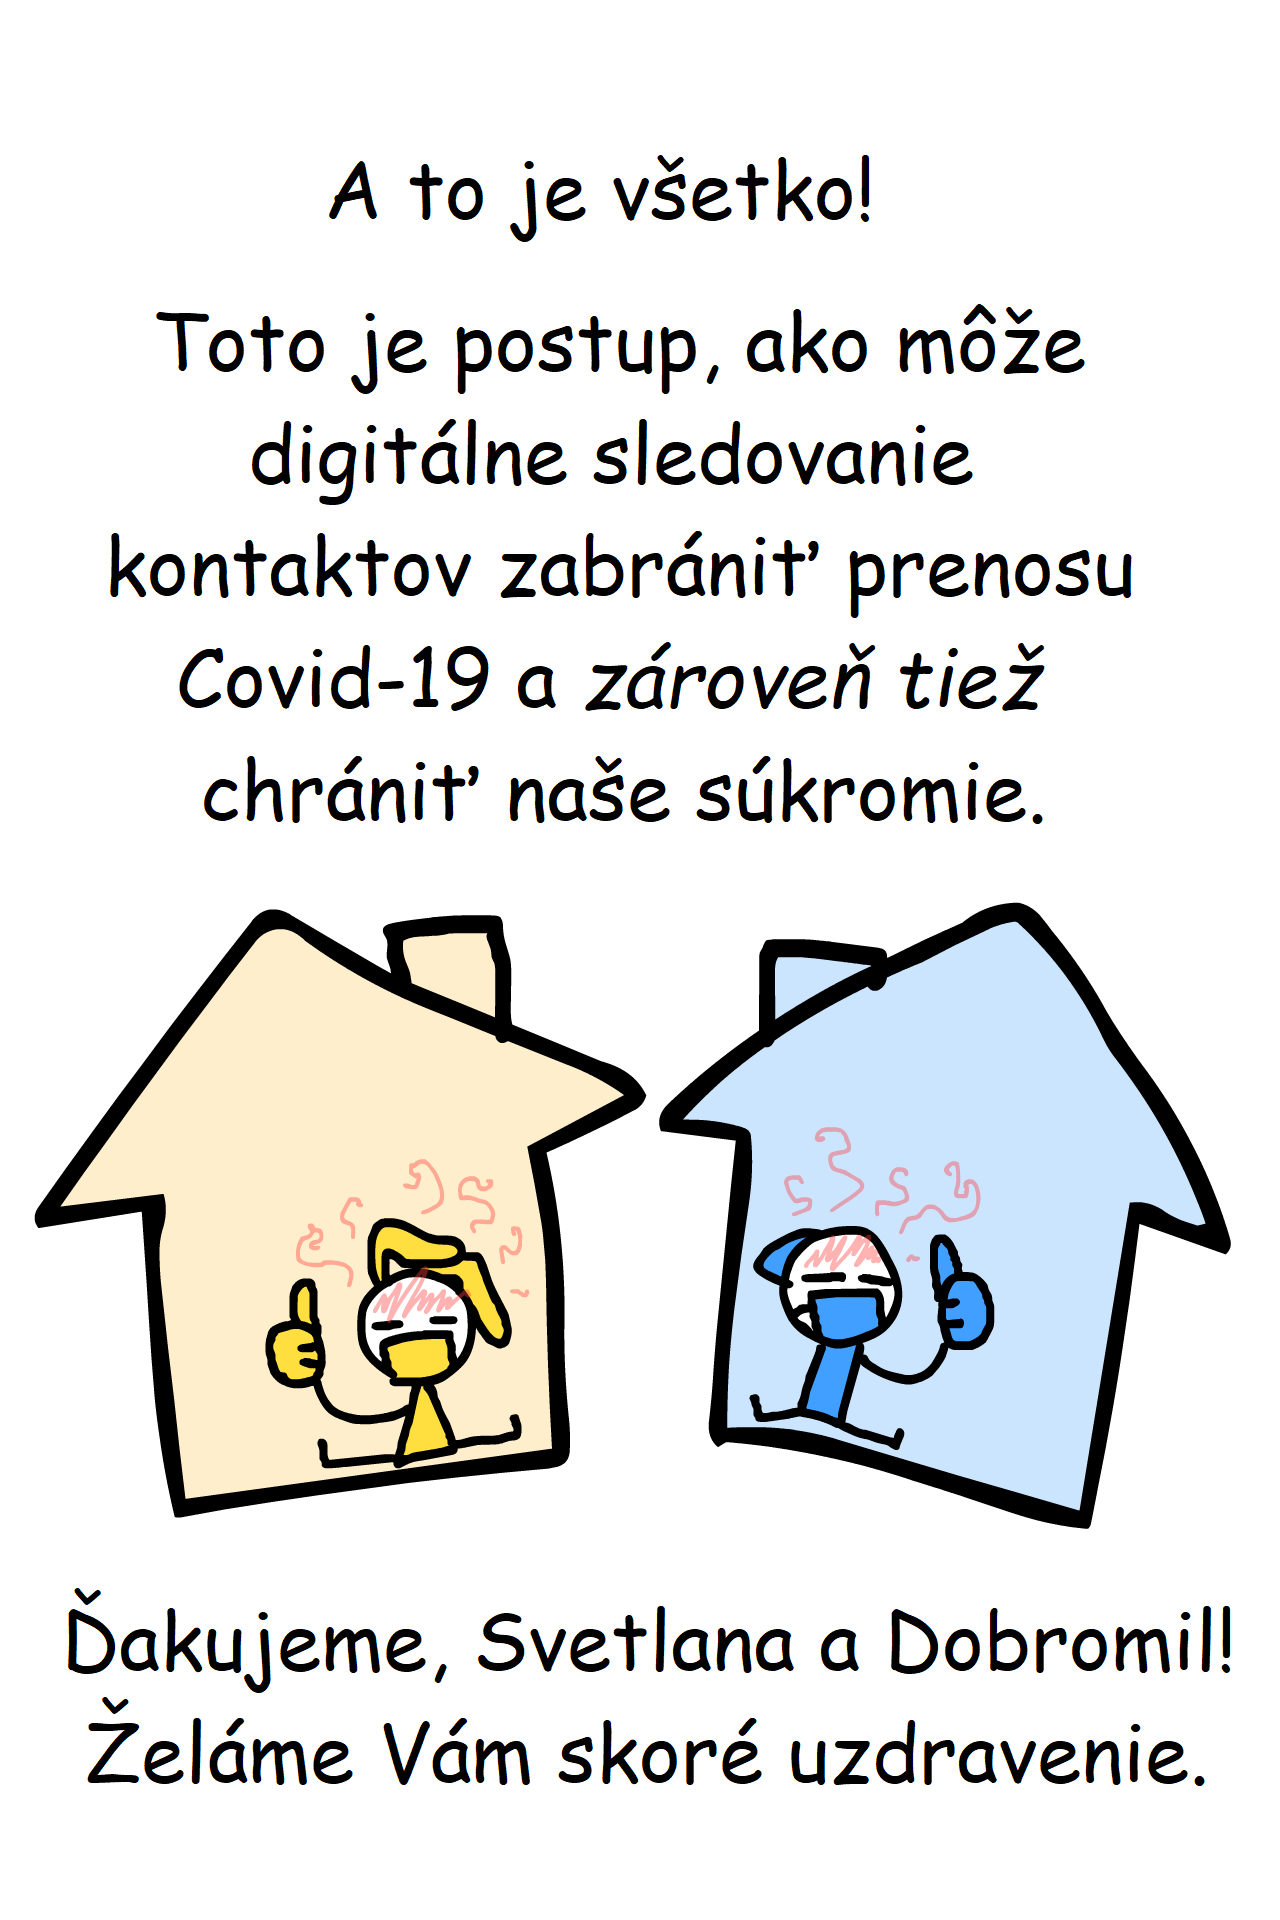 A to je všetko!
Toto je postup, ako môže
digitálne sledovanie
kontaktov zabrániť prenosu
Covid-19 a zároveň tiež
chrániť naše súkromie.
Ďakujeme, Svetlana a Dobromil!
Želáme Vám skoré uzdravenie.